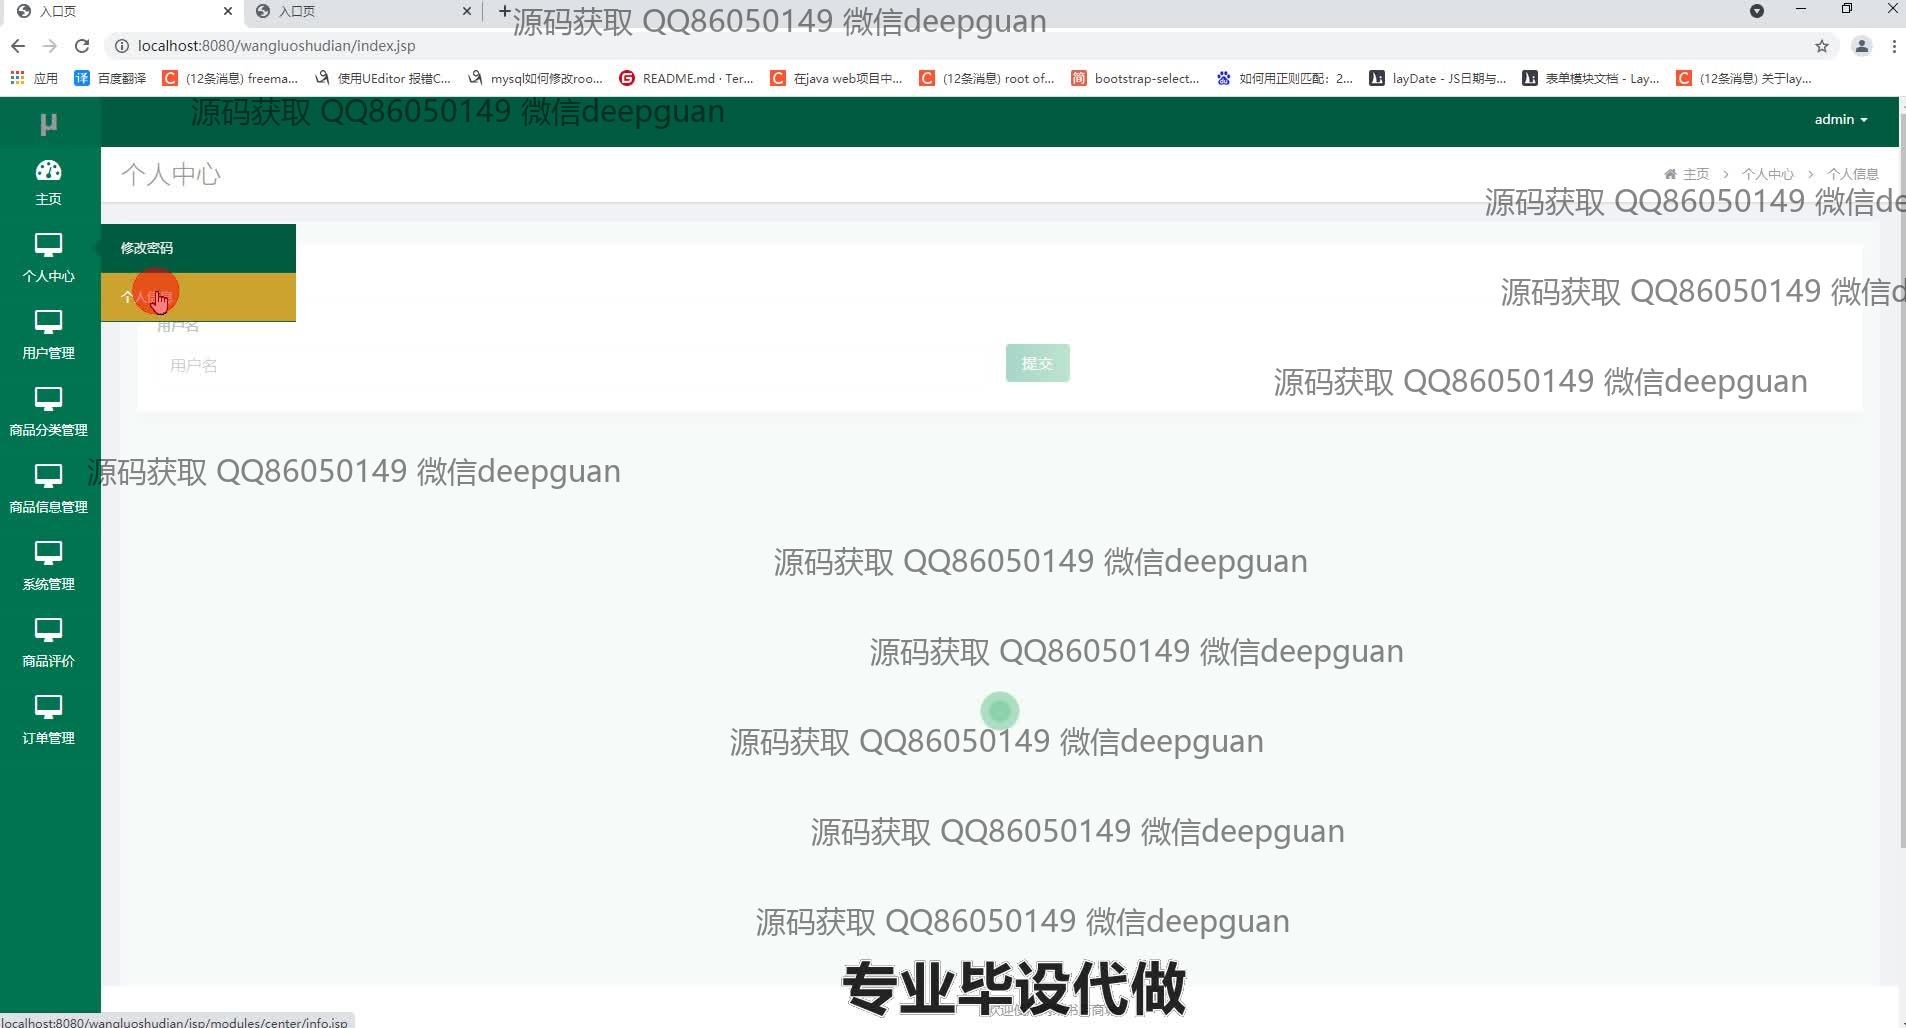 入口页
入口页
源码获取 QQ86050149 微信deepguan
localhost:8080/wangluoshudian/index.jsp
应用
百度翻译
(12条消息) freema...
使用UEditor 报错C...
mysql如何修改roo...
README.md · Ter...
在java web项目中...
(12条消息) root of...
bootstrap-select...
如何用正则匹配：2...
layDate - JS日期与...
表单模块文档 - Lay...
(12条消息) 关于lay...
μ
源码获取 QQ86050149 微信deepguan
admin
个人中心
主页 > 个人中心 > 个人信息
主页
源码获取 QQ86050149 微信de
修改密码
个人中心
个人信息
源码获取 QQ86050149 微信d
用户名
用户管理
用户名
提交
源码获取 QQ86050149 微信deepguan
商品分类管理
源码获取 QQ86050149 微信deepguan
商品信息管理
源码获取 QQ86050149 微信deepguan
系统管理
源码获取 QQ86050149 微信deepguan
商品评价
订单管理
源码获取 QQ86050149 微信deepguan
源码获取 QQ86050149 微信deepguan
源码获取 QQ86050149 微信deepguan
专业毕设代做
localhost:8080/wangluoshudian/jsp/modules/center/info.jsp